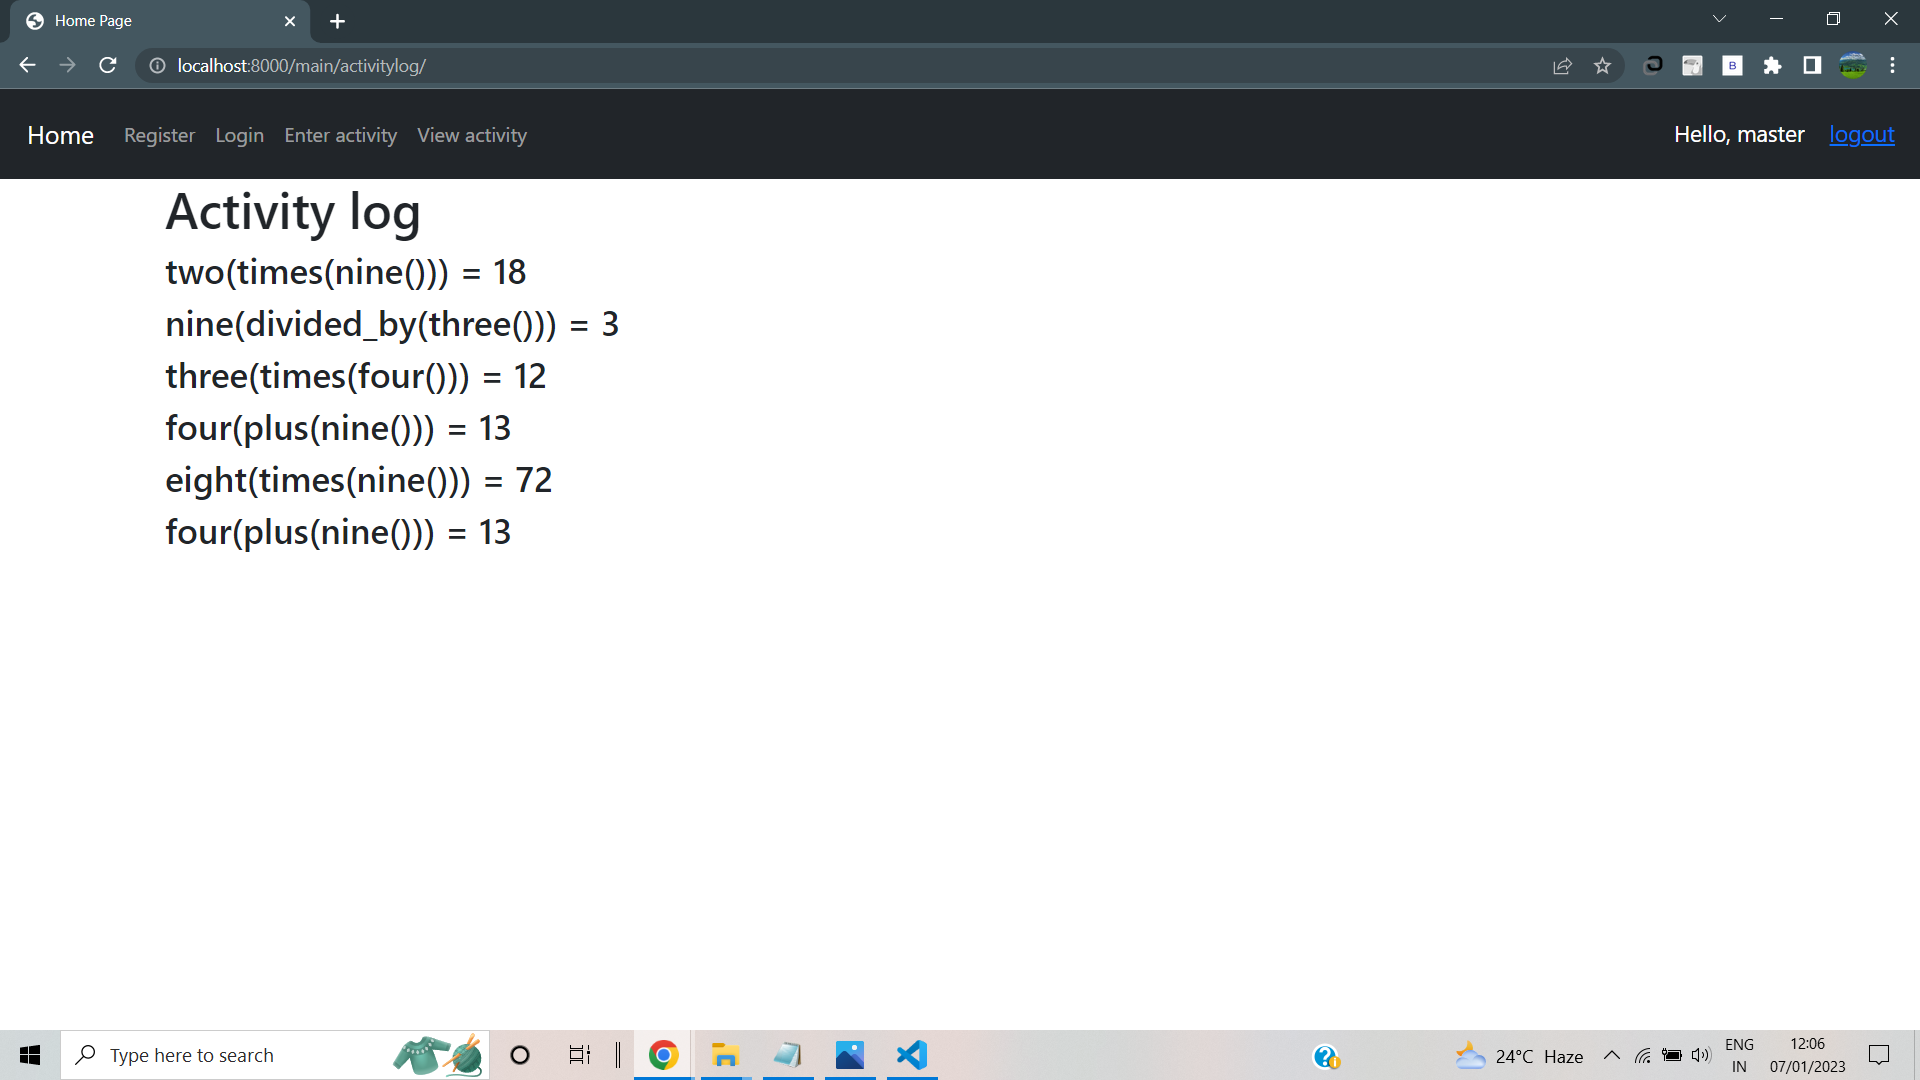 Home Page
localhost:8000/main/activitylog/
B
Home Register Login Enter activity View activity Hello, master logout
Activity log
two(times(nine())) = 18
nine(divided_by(three())) = 3
three(times(four())) = 12
four(plus(nine())) = 13
eight(times(nine())) = 72
four(plus(nine())) = 13
Type here to search
24°C Haze
ENG
IN
12:06
07/01/2023